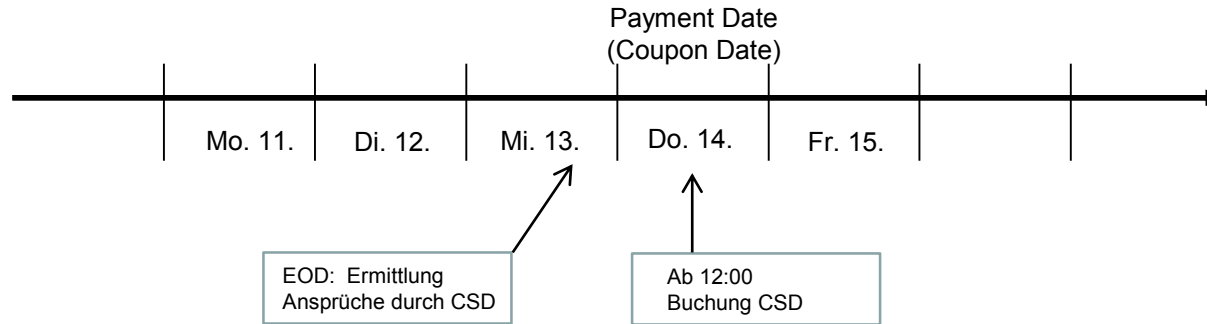 Payment Date
(Coupon Date)
Mo. 11. Di. 12. Mi. 13. Do. 14. Fr. 15.
EOD: Ermittlung
Ansprüche durch CSD
Ab 12:00
Buchung CSD